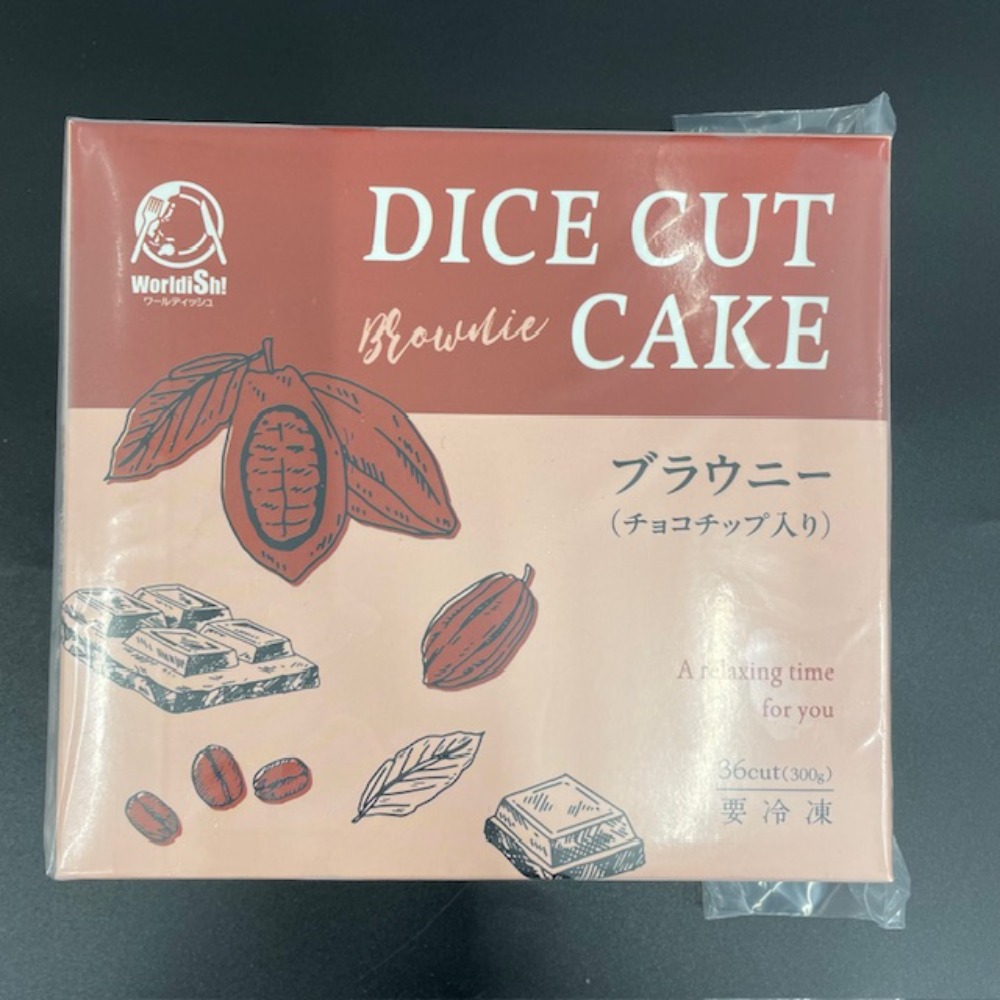 WorldiSh!
ワールディッシュ
DICE CUT
Brownie CAKE
ブラウニー
(チョコチップ入り)
A relaxing time
for you
36cut(300g)
要冷凍